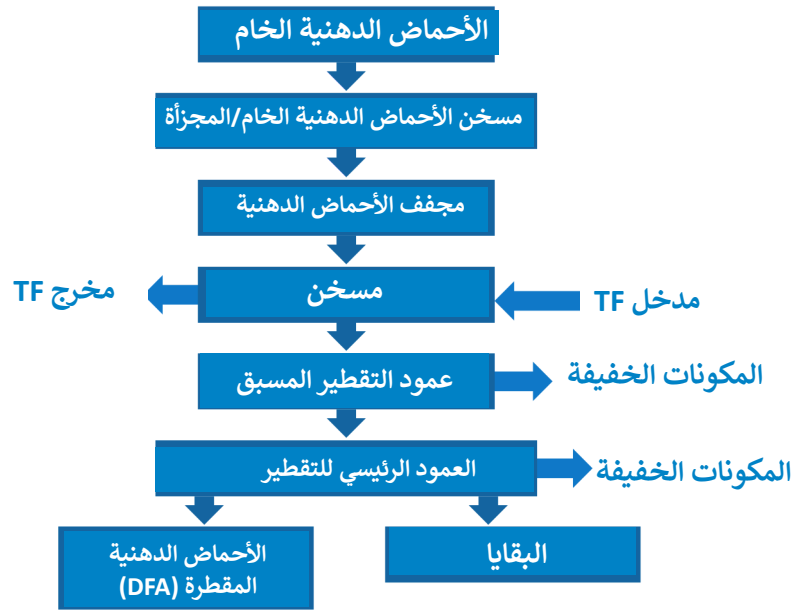 الأحماض الدهنية الخام
مسخن الأحماض الدهنية الخام/المجزأة
مجفف الأحماض الدهنية
مدخل TF
مسخن
مخرج TF
عمود التقطير المسبق
المكونات الخفيفة
العمود الرئيسي للتقطير
المكونات الخفيفة
البقايا
الأحماض الدهنية
المقطرة (DFA)